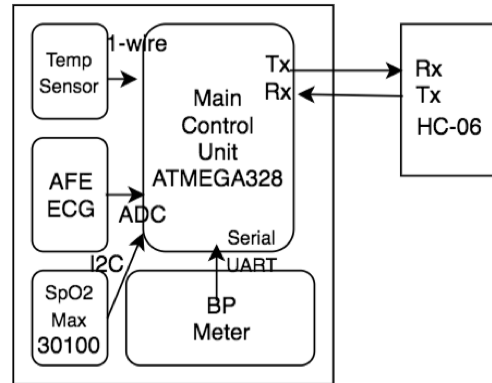 Temp
Sensor
1-wire
Main
Control
Unit
ATMEGA328
Tx
Rx
Rx
Tx
HC-06
AFE
ECG
ADC
I2C
Serial
UART
SpO2
Max
30100
BP
Meter